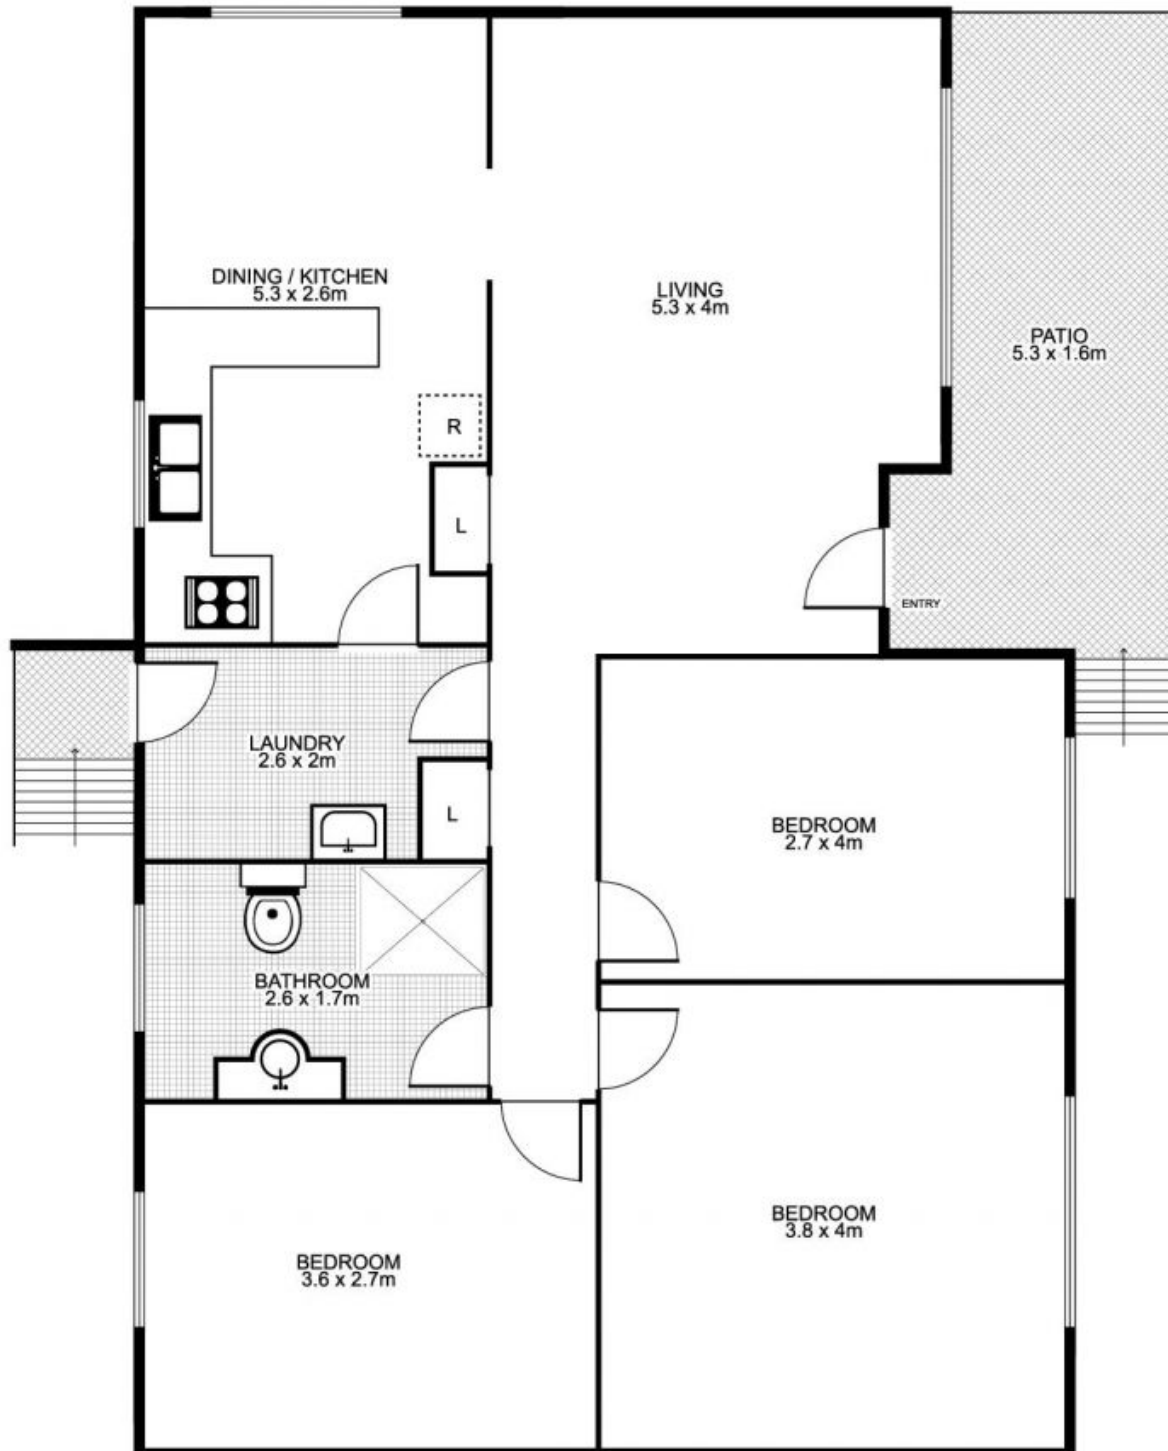 DINING / KITCHEN
5.3 x 2.6m
LIVING
5.3 x 4m
PATIO
5.3 x 1.6m
R
L
ENTRY
LAUNDRY
2.6 x 2m
L
BEDROOM
2.7 x 4m
BATHROOM
2.6 x 1.7m
BEDROOM
3.8 x 4m
BEDROOM
3.6 x 2.7m